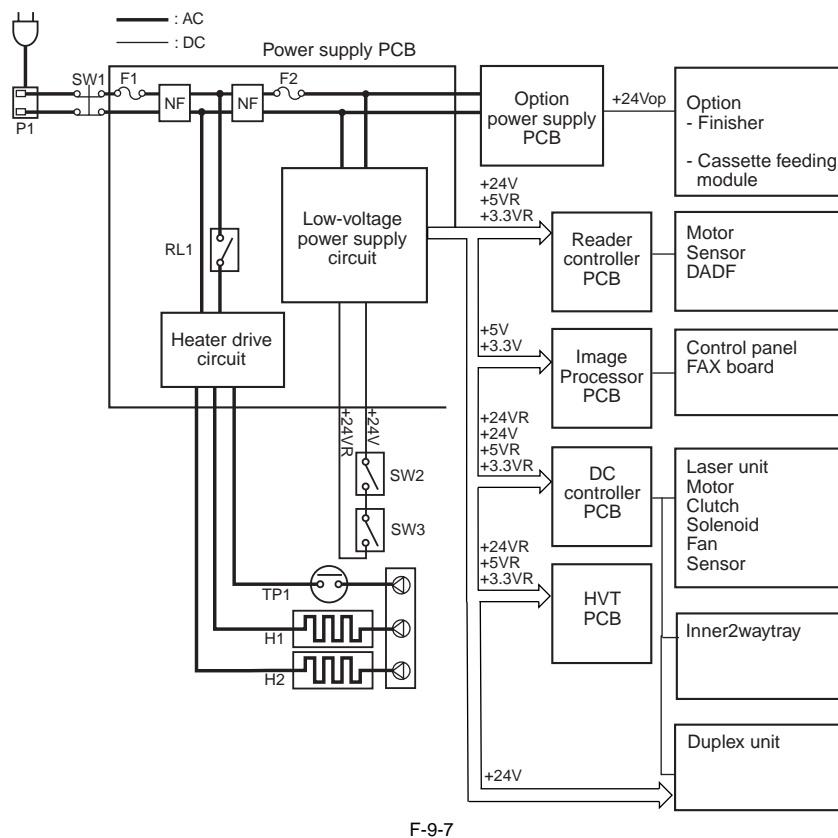 : AC
: DC
Power supply PCB
SW1
F1
F2
NF
NF
P1
Option
power supply
PCB
+24Vop
Option
- Finisher
- Cassette feeding
module
+24V
+5VR
+3.3VR
Low-voltage
power supply
circuit
RL1
Reader
controller
PCB
Motor
Sensor
DADF
Heater drive
circuit
+5V
+3.3V
Image
Processor
PCB
Control panel
FAX board
+24VR
+24V
+24VR
+24V
+5VR
+3.3VR
SW2
SW3
DC
controller
PCB
Laser unit
Motor
Clutch
Solenoid
Fan
Sensor
+24VR
+5VR
+3.3VR
HVT
PCB
TP1
H1
H2
Inner2waytray
Duplex unit
+24V
F-9-7